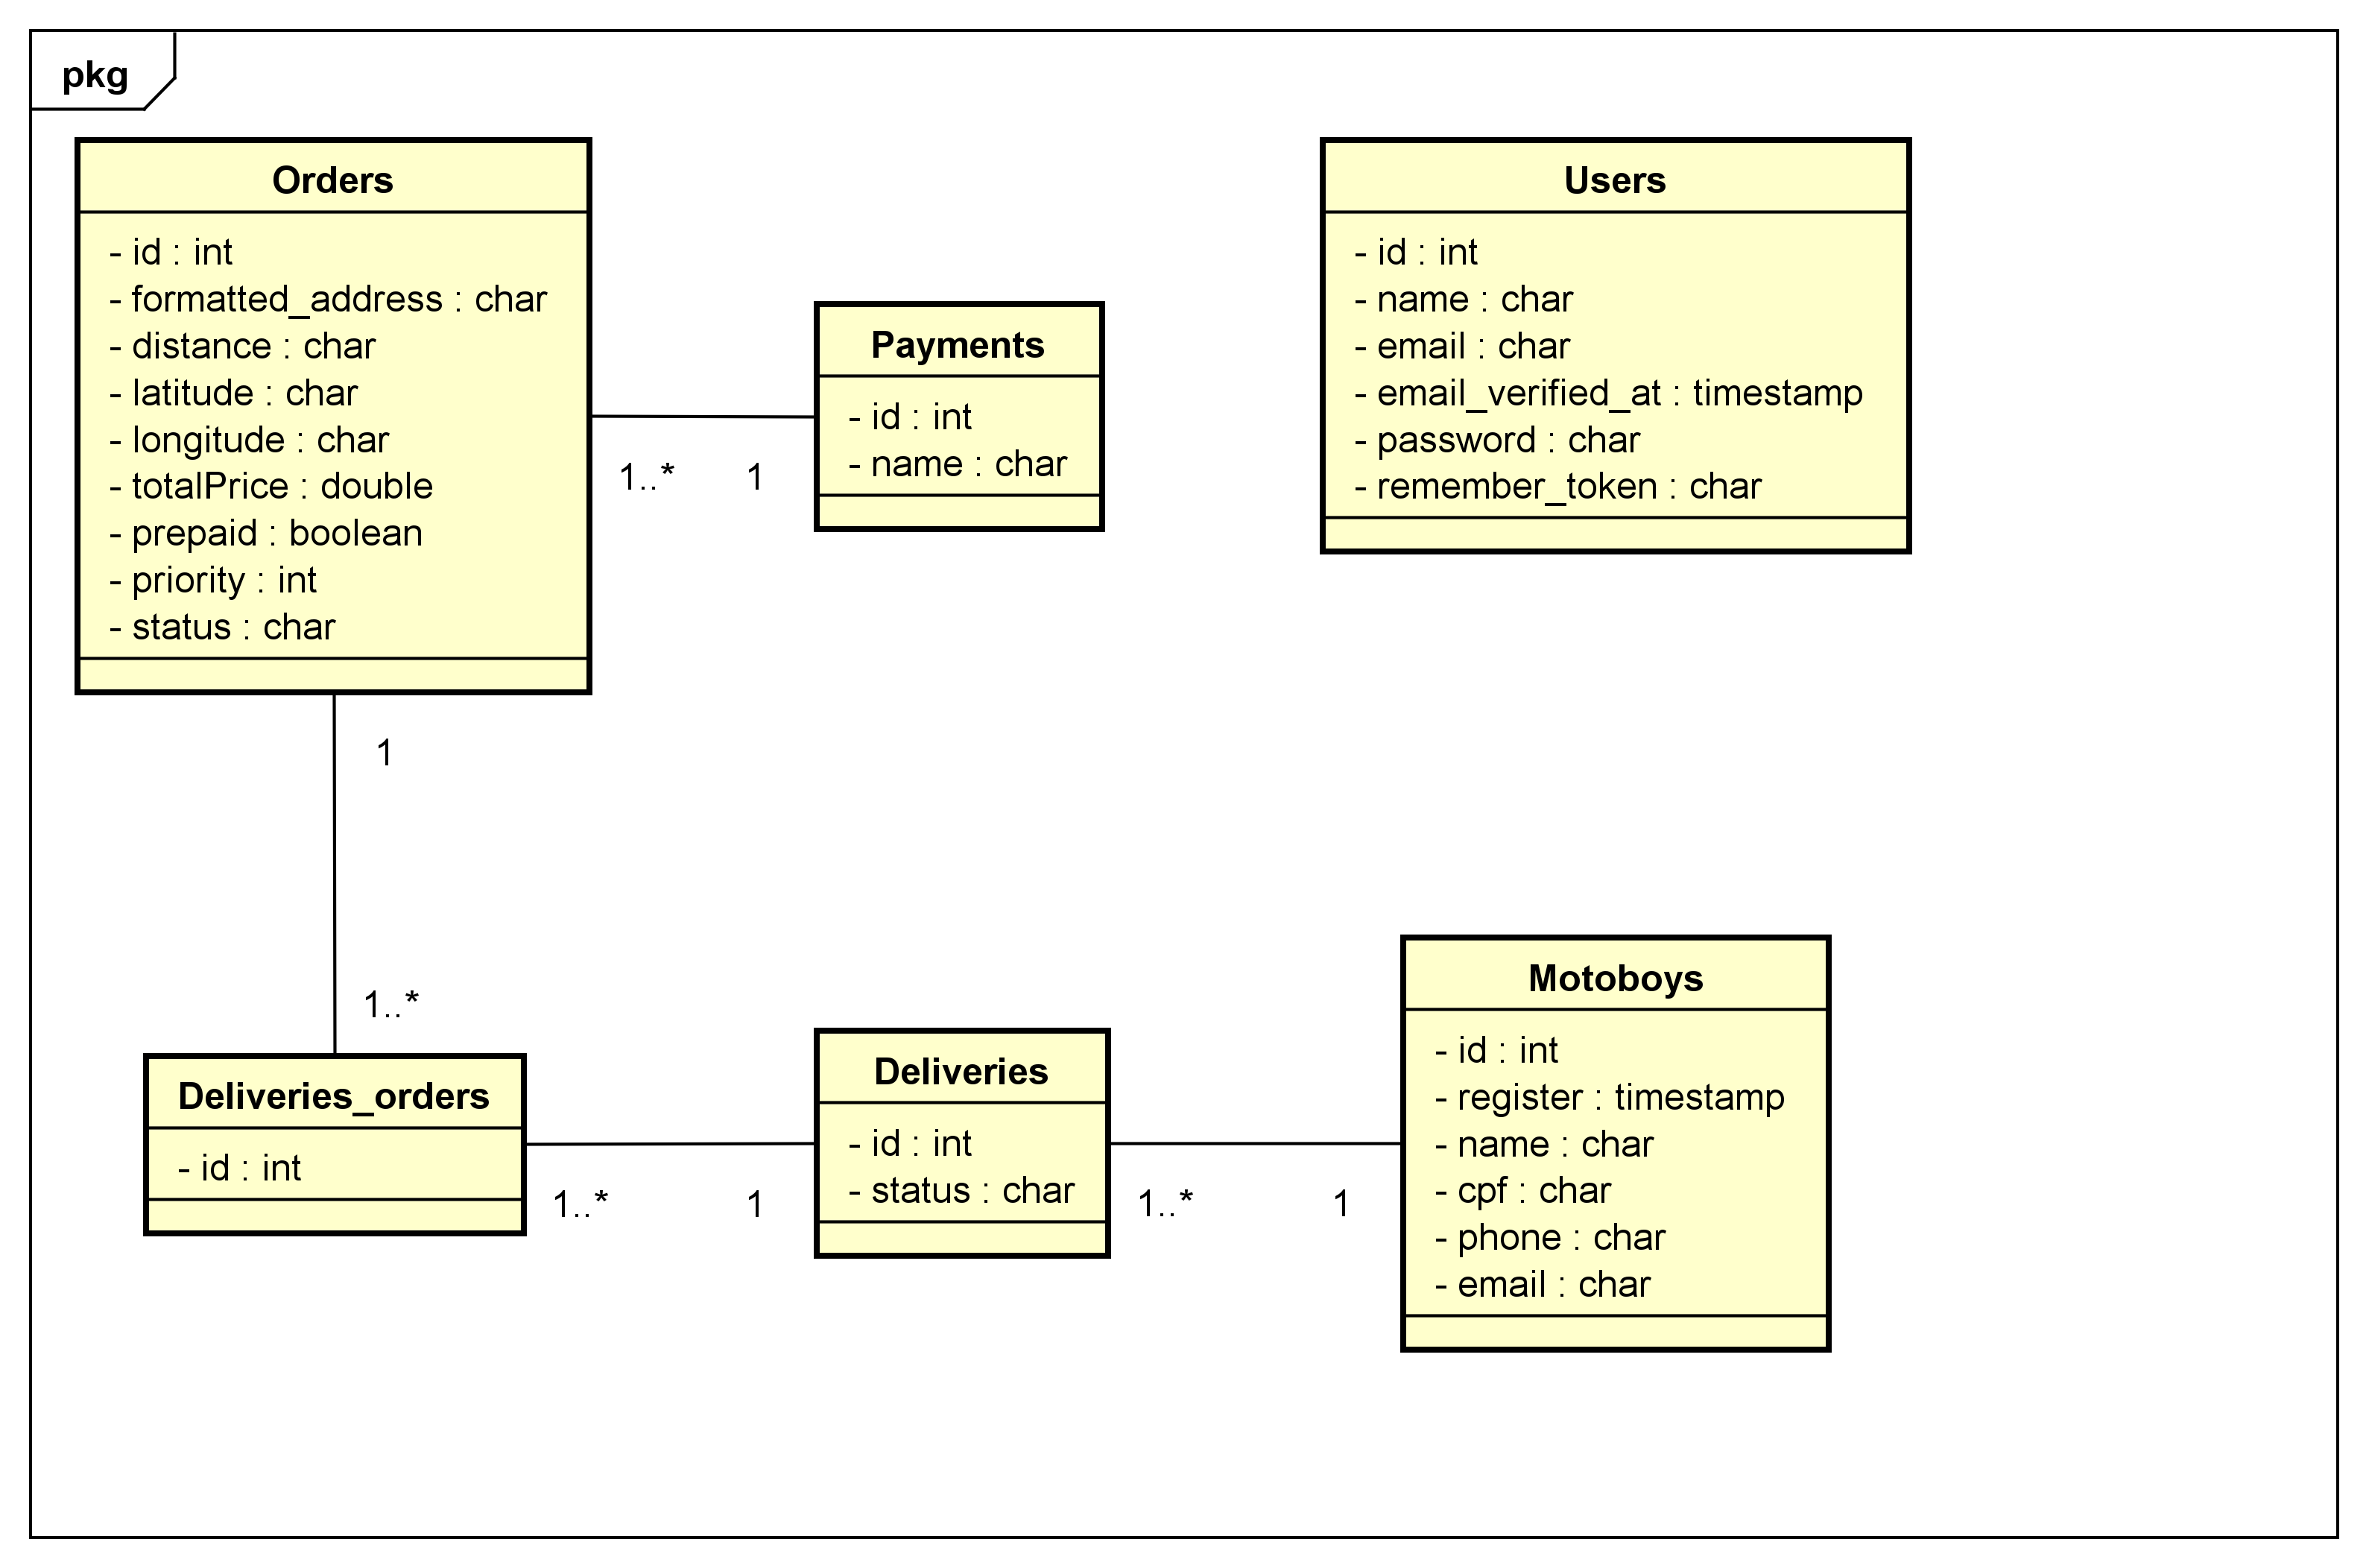 pkg
Orders
- id : int
- formatted_address : char
- distance : char
- latitude : char
- longitude : char
- totalPrice : double
- prepaid : boolean
- priority : int
- status : char
1..*
1
Payments
- id : int
- name : char
Users
- id : int
- name : char
- email : char
- email_verified_at : timestamp
- password : char
- remember_token : char
1
1..*
Deliveries_orders
- id : int
1..*
1
Deliveries
- id : int
- status : char
1..*
1
Motoboys
- id : int
- register : timestamp
- name : char
- cpf : char
- phone : char
- email : char